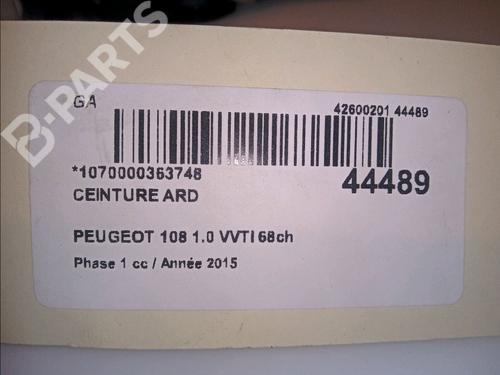 B-PARTS
GA
42600201 44489
*1070000363748
44489
CEINTURE ARD
PEUGEOT 108 1.0 VVTI 68ch
Phase 1 cc / Année 2015